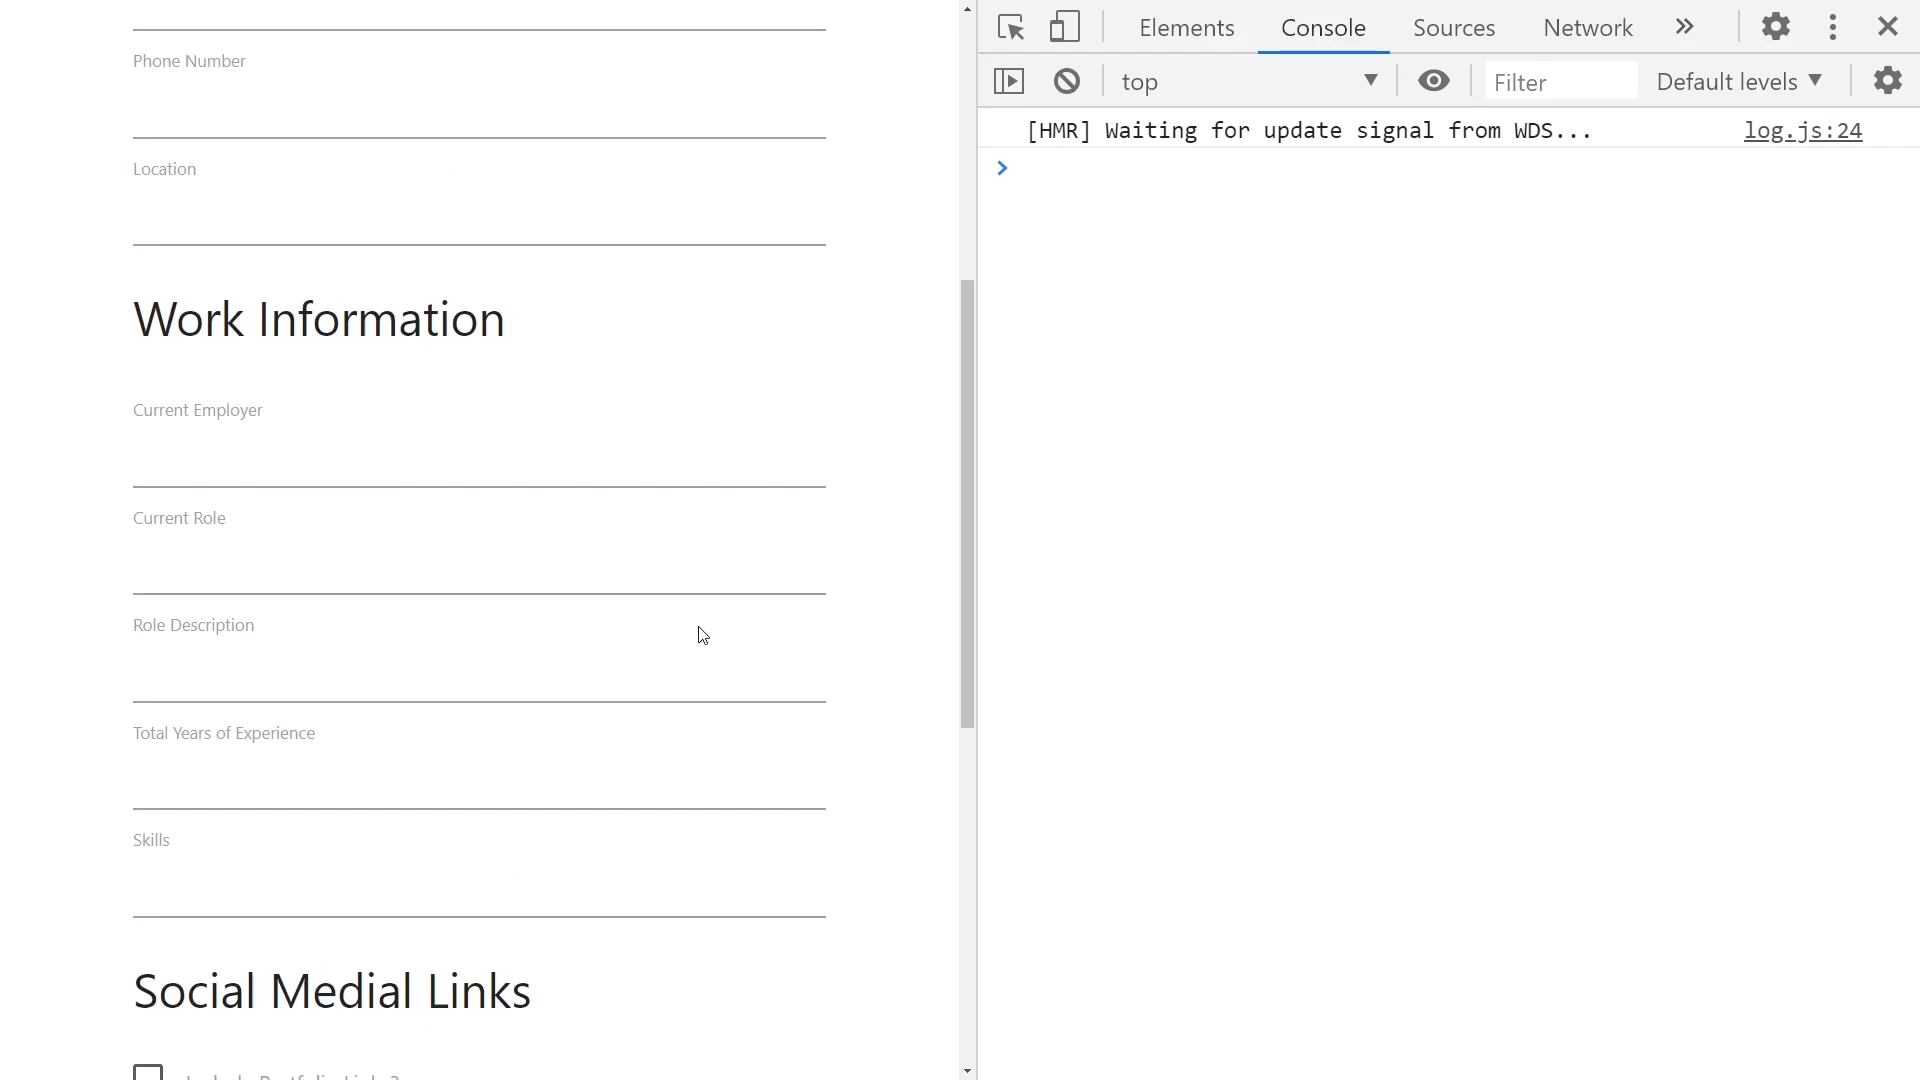 Phone Number
Location
Work Information
Current Employer
Current Role
Role Description
Total Years of Experience
Skills
Social Medial Links
Elements Console Sources Network
top Filter Default levels
[HMR] Waiting for update signal from WDS... log.js:24